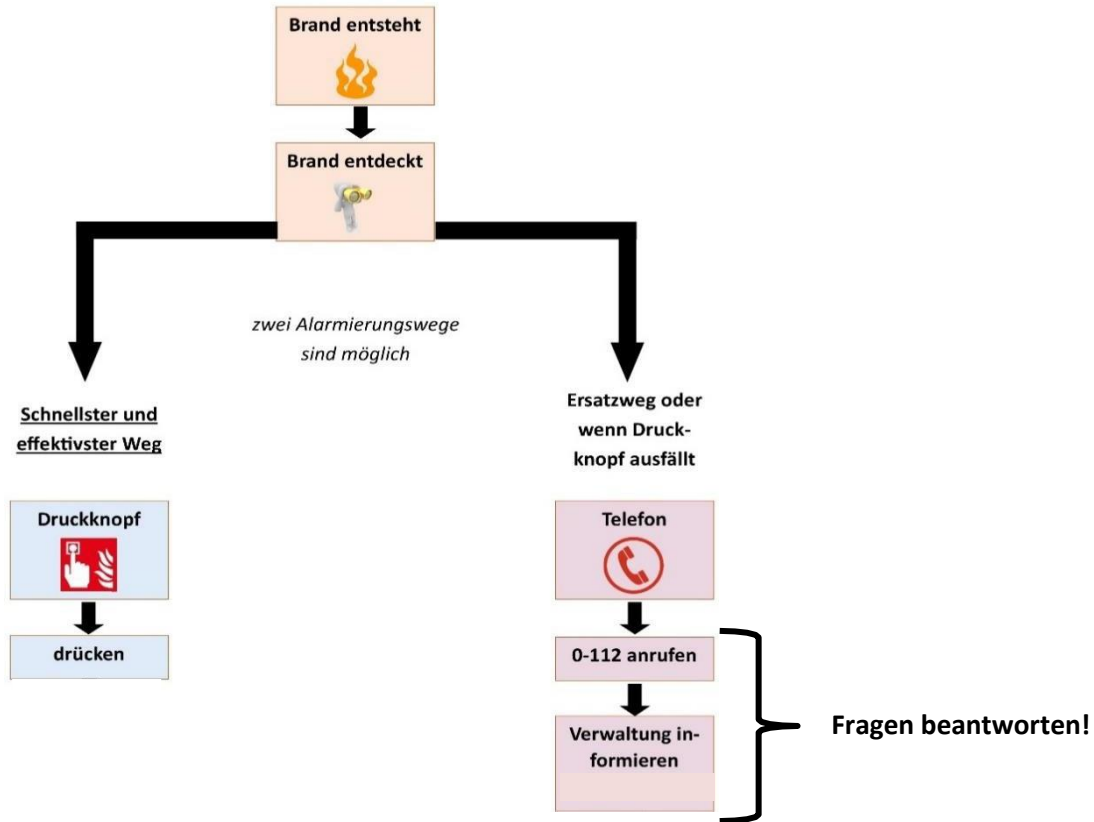 Brand entsteht
Brand entdeckt
zwei Alarmierungswege
sind möglich
Schnellster und
effektivster Weg
Druckknopf
drücken
Ersatzweg oder
wenn Druck-
knopf ausfällt
Telefon
0-112 anrufen
Verwaltung in-
formieren
Fragen beantworten!